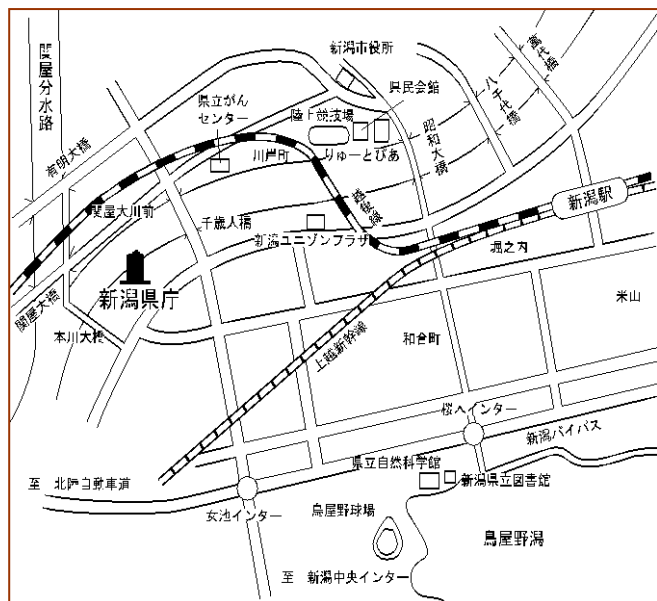 関屋分水路
新潟市役所
萬代橋
八千代橋
県立がん
センター
陸上競技場
県民会館
昭和大橋
有明大橋
川岸町
りゅーとぴあ
越後線
関屋大川前
千歳大橋
新潟駅
新潟ユニゾンプラザ
堀之内
新潟県庁
関屋大橋
本川大橋
米山
上越新幹線
和合町
桜木インター
新潟バイパス
県立自然科学館
至 北陸自動車道
新潟県立図書館
女池インター
鳥屋野球場
鳥屋野潟
至 新潟中央インター